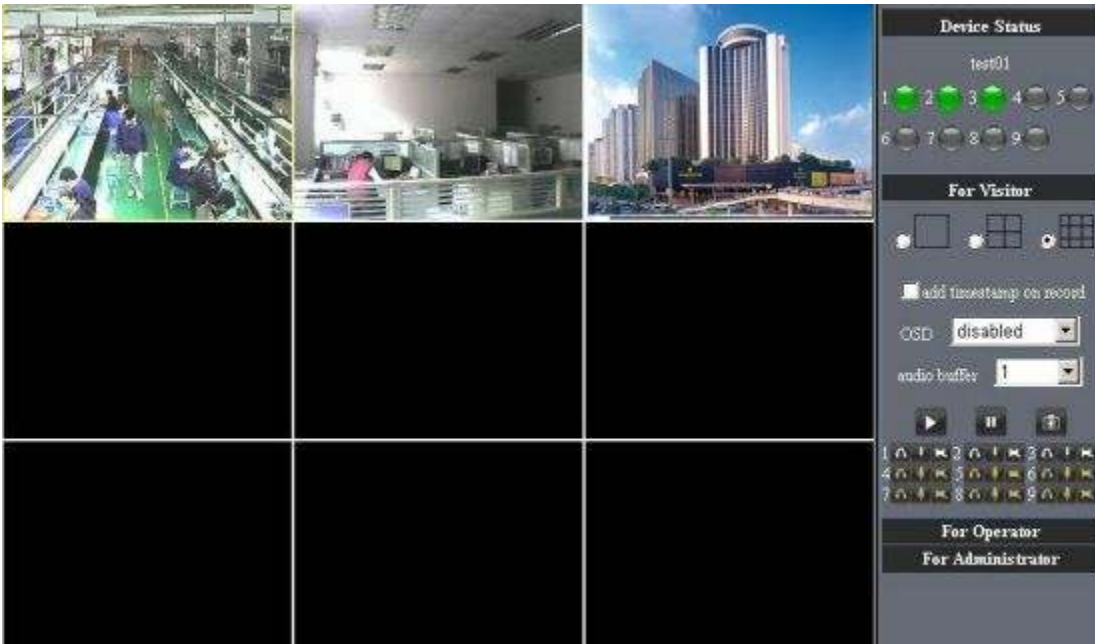 Device Status
test01
1 2 3 4 5
6 7 8 9
For Visitor
add timestamp on record
OSD disabled
audio buffer 1
1 2 3
4 5 6
7 8 9
For Operator
For Administrator